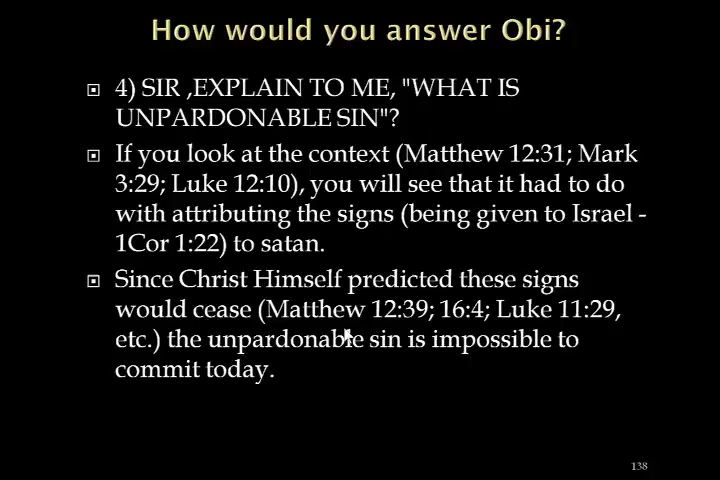 How would you answer Obi?
4) SIR ,EXPLAIN TO ME, "WHAT IS
UNPARDONABLE SIN"?
If you look at the context (Matthew 12:31; Mark
3:29; Luke 12:10), you will see that it had to do
with attributing the signs (being given to Israel -
1Cor 1:22) to satan.
Since Christ Himself predicted these signs
would cease (Matthew 12:39; 16:4; Luke 11:29,
etc.) the unpardonable sin is impossible to
commit today.
138